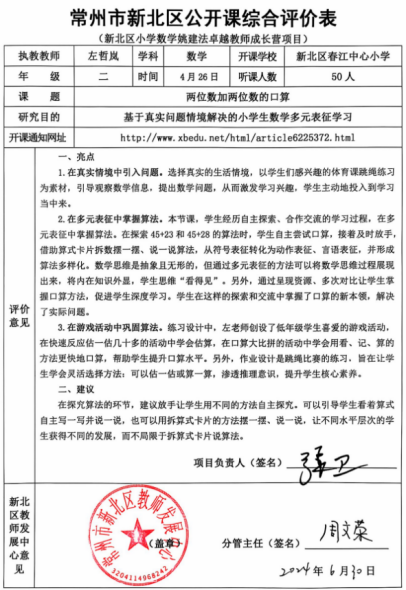 常州市新北区公开课综合评价表
（新北区小学数学姚建法卓越教师成长营项目）
执教教师 左哲岚 学科 数学 开课学校 新北区春江中心小学
年 级 二 时间 4月26日 听课人数 50人
课 题 两位数加两位数的口算
研究目的 基于真实问题情境解决的小学生数学多元表征学习
开课通知网址 http://www.xbedu.net/html/article6225372.html
评价意见
一、亮点
1.在真实情境中引入问题。选择真实的生活情境，以学生们感兴趣的体育课跳绳练习
为素材，引导观察数学信息，提出数学问题，从而激发学习兴趣，学生主动地投入到学习
当中来。
2.在多元表征中掌握算法。本节课，学生经历自主探索、合作交流的学习过程，在多
元表征中掌握算法。在探索 45+23 和 45+28 的算法时，学生自主尝试口算，接着及时放手，
借助算式卡片拆数摆一摆、说一说算法，从符号表征转化为动作表征、言语表征，并形成
算法多样化。数学思维是抽象且无形的，但通过多元表征的方法可以将数学思维过程展现
出来，将内在知识外显，学生思维“看得见”。另外，通过呈现资源、多次对比让学生掌
握口算方法，促进学生深度学习。学生在这样的探索和交流中掌握了口算的新本领，解决
了实际问题。
3.在游戏活动中巩固算法。练习设计中，左老师创设了低年级学生喜爱的游戏活动，
在快速反应估一估几十多的活动中学会估算，在口算大比拼的活动中学会用看、记、算的
方法更快地口算，帮助学生提升口算水平。另外，作业设计是跳绳比赛的练习，旨在让学
生学会灵活选择方法：可以估一估或算一算，渗透推理意识，提升学生核心素养。
二、建议
在探究算法的环节，建议放手让学生用不同的方法自主探究。可以引导学生看着算式
自主写一写并说一说，也可以用拆算式卡片的方法摆一摆、说一说，让不同水平层次的学
生获得不同的发展，而不局限于拆算式卡片说算法。
项目负责人（签名）
新北区教师发展中心意见
常州市新北区教师发展中心
（盖章）
3204114968242
分管主任（签名） 周文荣
2024年6月30日